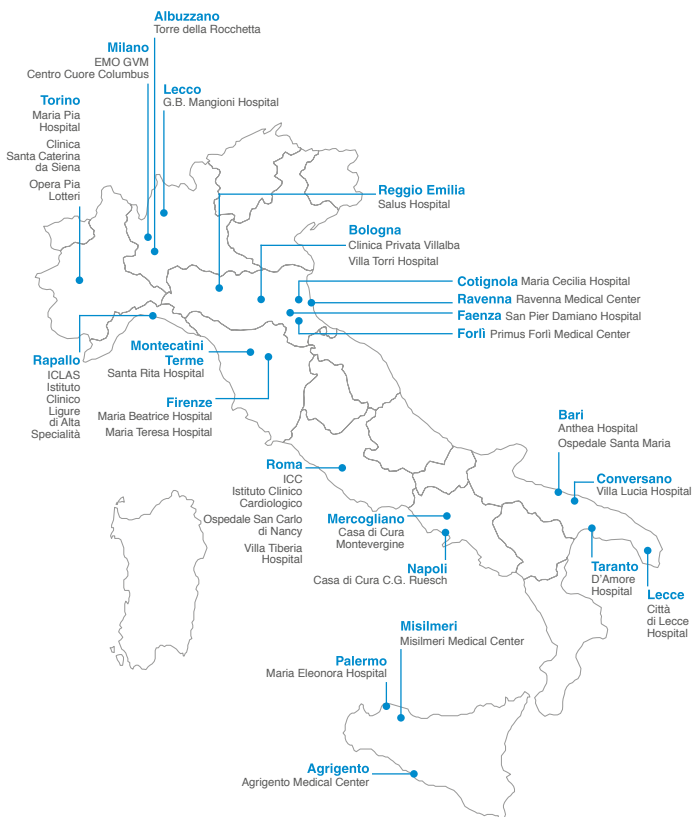 Albuzzano
Torre della Rocchetta
Milano
EMO GVM
Centro Cuore Columbus
Lecco
G.B. Mangioni Hospital
Torino
Maria Pia
Hospital
Clinica
Santa Caterina
da Siena
Opera Pia
Lotteri
Reggio Emilia
Salus Hospital
Bologna
Clinica Privata Villalba
Villa Torri Hospital
Cotignola Maria Cecilia Hospital
Ravenna Ravenna Medical Center
Faenza San Pier Damiano Hospital
Forlì Primus Forlì Medical Center
Rapallo
ICLAS
Istituto
Clinico
Ligure
di Alta
Specialità
Montecatini
Terme
Santa Rita Hospital
Firenze
Maria Beatrice Hospital
Maria Teresa Hospital
Bari
Anthea Hospital
Ospedale Santa Maria
Conversano
Villa Lucia Hospital
Roma
ICC
Istituto Clinico
Cardiologico
Ospedale San Carlo
di Nancy
Villa Tiberia
Hospital
Mercogliano
Casa di Cura
Montevergine
Napoli
Casa di Cura C.G. Ruesch
Taranto
D'Amore
Hospital
Lecce
Città
di Lecce
Hospital
Misilmeri
Misilmeri Medical Center
Palermo
Maria Eleonora Hospital
Agrigento
Agrigento Medical Center